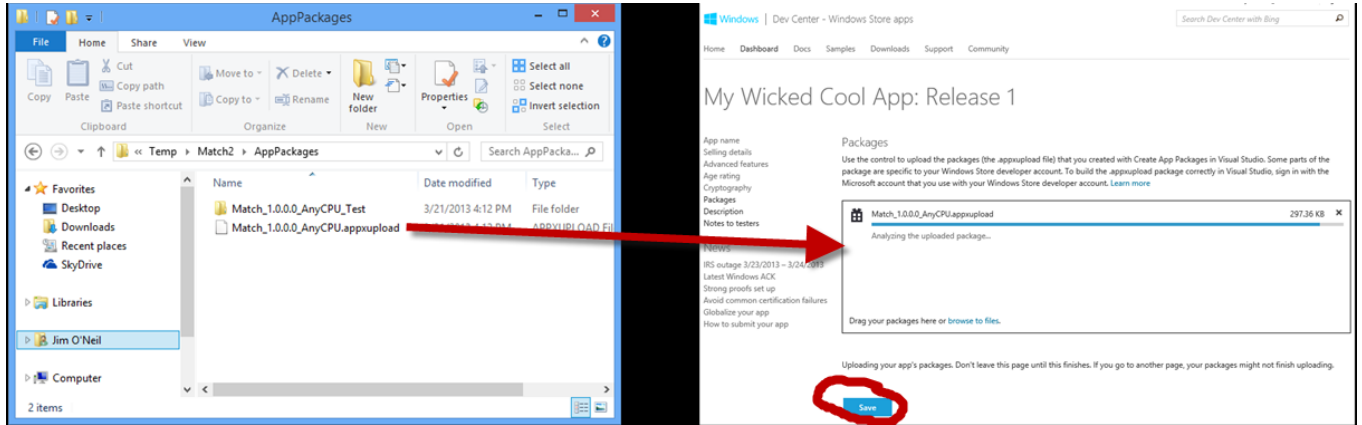 AppPackages
File Home Share View
Copy
Paste
Cut
Copy path
Paste shortcut
Clipboard
Move to
Copy to
Delete
Rename
Organize
New folder
New
Properties
Open
Select all
Select none
Invert selection
Select
« Temp Match2 AppPackages
Search AppPacka...
Favorites
Desktop
Downloads
Recent places
SkyDrive
Libraries
Jim O'Neil
Computer
Name Date modified Type
Match_1.0.0.0_AnyCPU_Test 3/21/2013 4:12 PM File folder
Match_1.0.0.0_AnyCPU.appxupload
2 items
Windows | Dev Center - Windows Store apps
Search Dev Center with Bing
Home Dashboard Docs Samples Downloads Support Community
My Wicked Cool App: Release 1
App name
Selling details
Advanced features
Age rating
Cryptography
Packages
Description
Notes to testers
News
IRS outage 3/23/2013 – 3/24/2013
Latest Windows ACK
Strong proofs set up
Avoid common certification failures
Globalize your app
How to submit your app
Packages
Use the control to upload the packages (the .appxupload file) that you created with Create App Packages in Visual Studio. Some parts of the
package are specific to your Windows Store developer account. To build the .appxupload package correctly in Visual Studio, sign in with the
Microsoft account that you use with your Windows Store developer account. Learn more
Match_1.0.0.0_AnyCPU.appxupload 297.36 KB
Analyzing the uploaded package...
Drag your packages here or browse to files.
Uploading your app's packages. Don't leave this page until this finishes. If you go to another page, your packages might not finish uploading.
Save